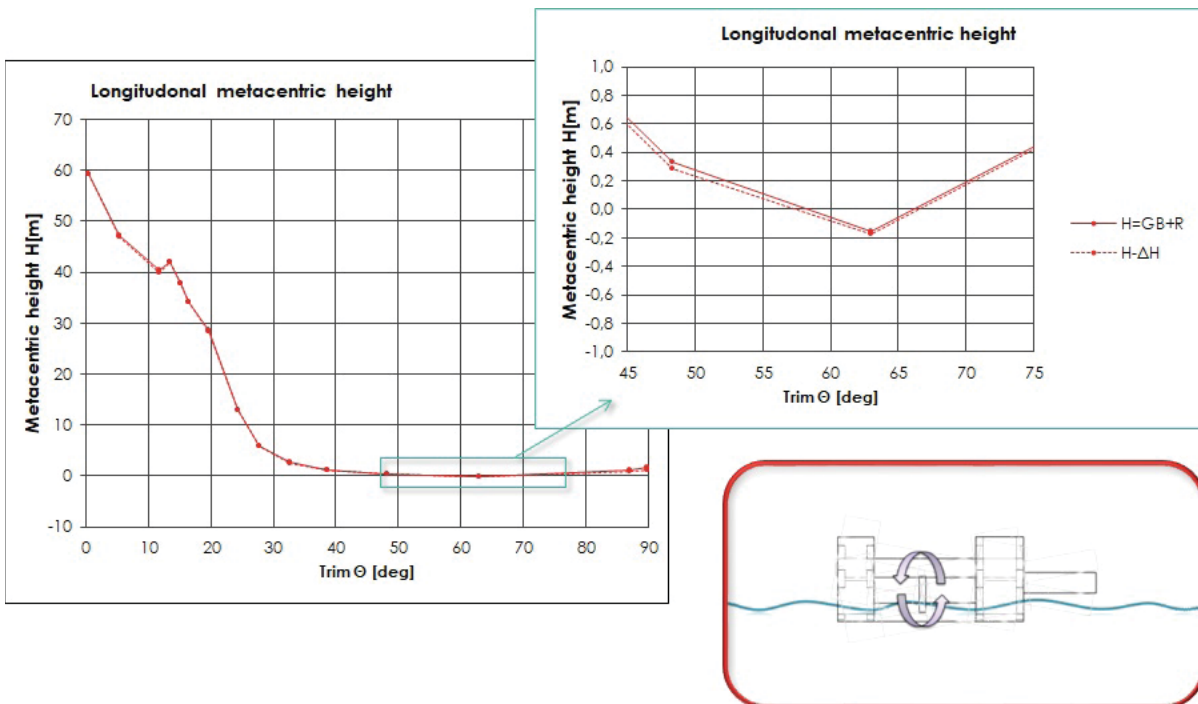 Longitudonal metacentric height
Metacentric height H[m]
70
60
50
40
30
20
10
0
-10
0 10 20 30 40 50 60 70 80 90
Trim Θ [deg]
Longitudonal metacentric height
Metacentric height H[m]
1,0
0,8
0,6
0,4
0,2
0,0
-0,2
-0,4
-0,6
-0,8
-1,0
45 50 55 60 65 70 75
Trim Θ [deg]
H=GB+R
H-ΔH